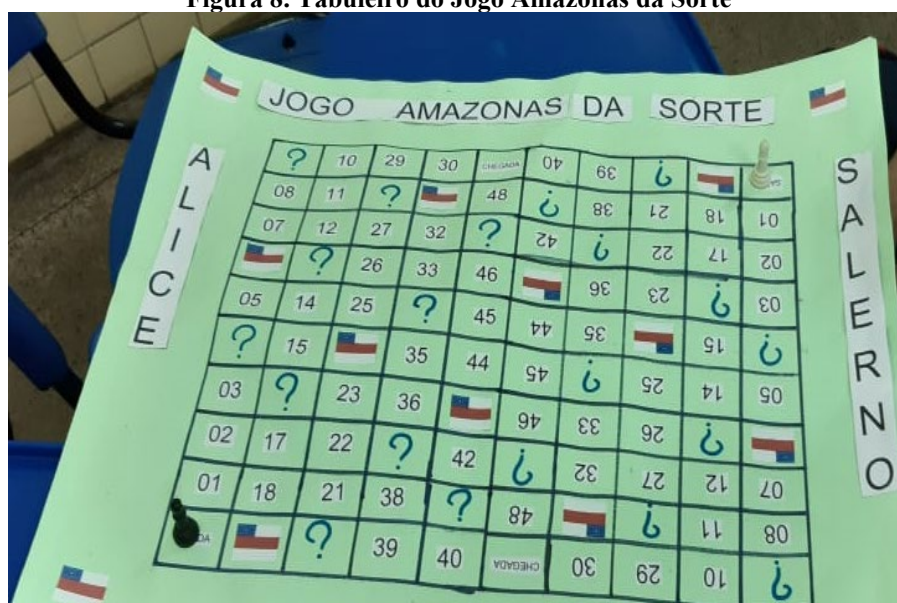 Figura 8: Tabuleiro do Jogo Amazonas da Sorte
JOGO AMAZONAS DA SORTE
ALICE
SALERNO
? 10 29 30 CHEGADA 40 39 ?
08 11 ? 48 ? 38 21 18 01
07 12 27 32 ? 42 ? 22 17 02
? 26 33 46 36 23 ? 03
05 14 25 ? 45 44 35 15 ?
? 15 35 44 45 ? 25 14 05
03 ? 23 36 46 33 26 ?
02 17 22 ? 42 ? 32 27 12 07
01 18 21 38 ? 48 ? 11 08
? 39 40 CHEGADA 30 29 10 ?